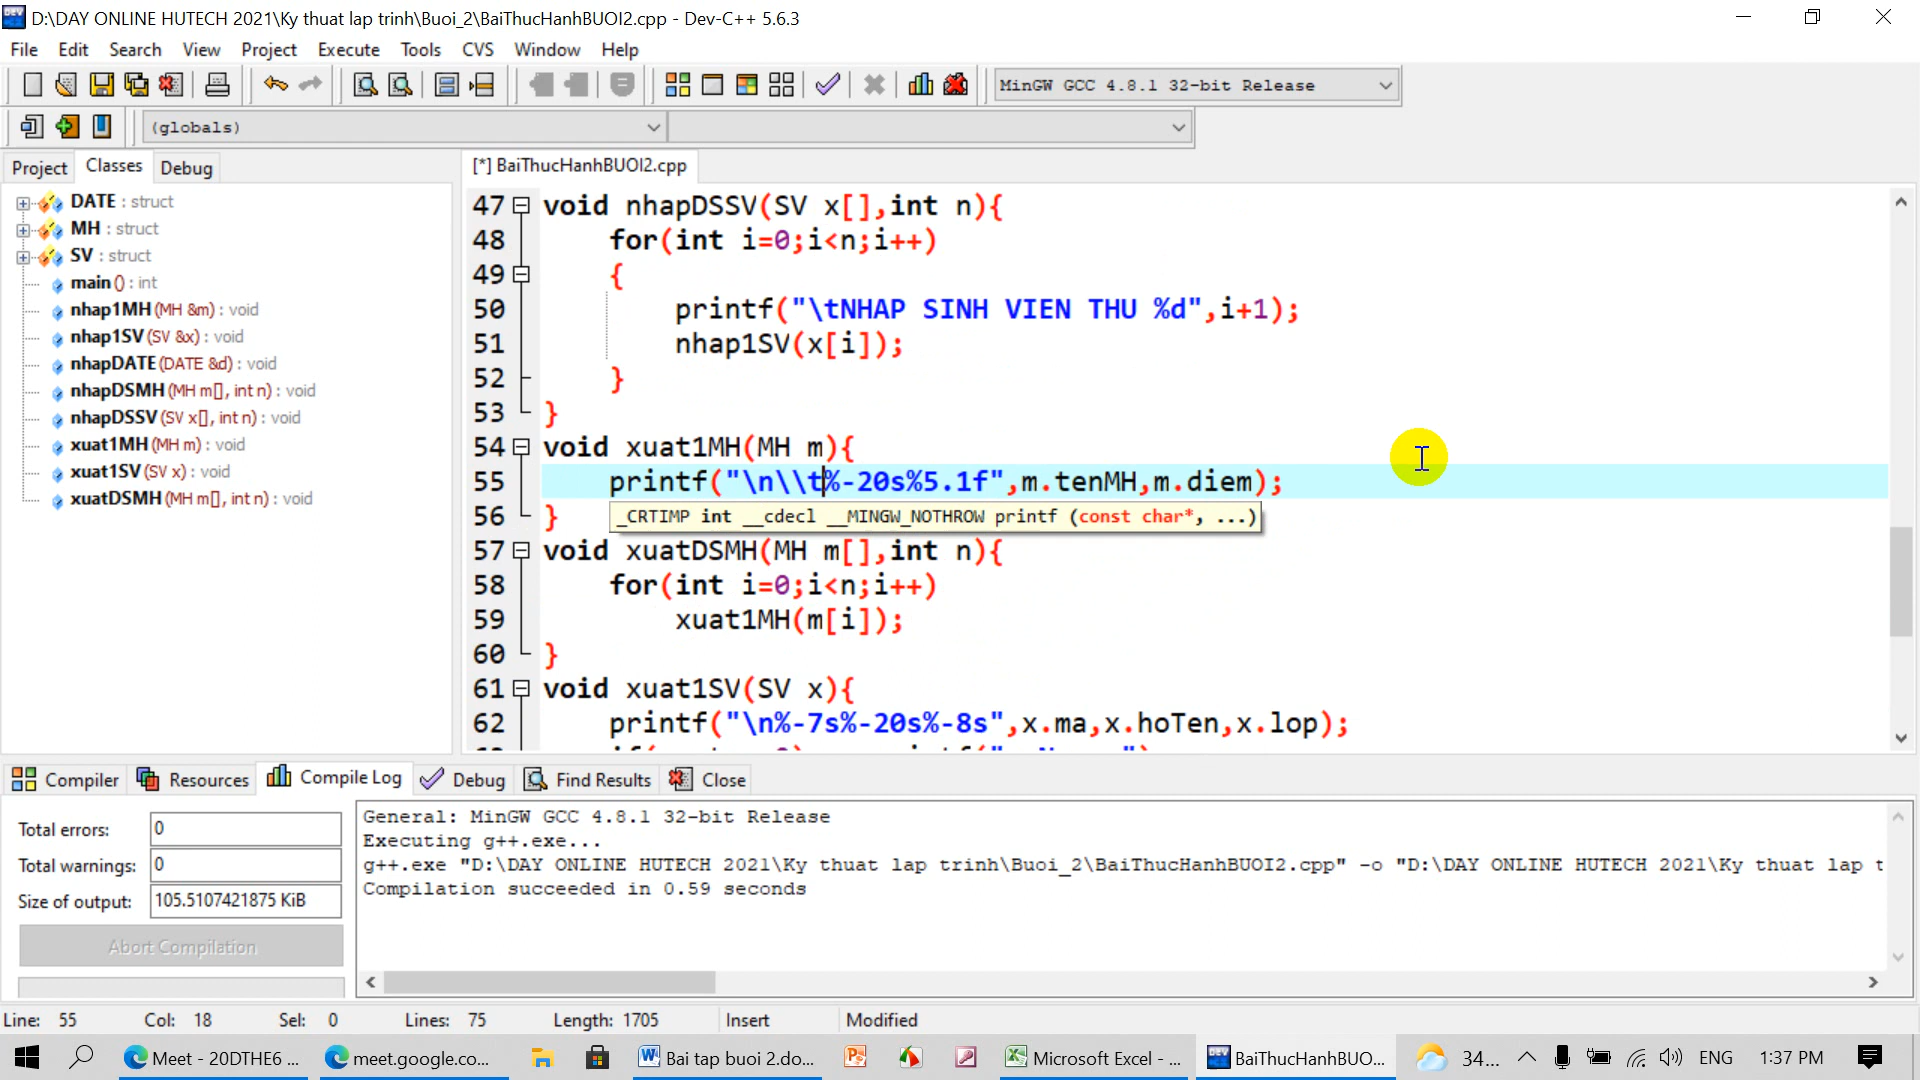 D:\DAY ONLINE HUTECH 2021\Ky thuat lap trinh\Buoi_2\BaiThucHanhBUOI2.cpp - Dev-C++ 5.6.3
File Edit Search View Project Execute Tools CVS Window Help
MinGW GCC 4.8.1 32-bit Release
(globals)
Project Classes Debug
[*] BaiThucHanhBUOI2.cpp
DATE : struct
MH : struct
SV : struct
main () : int
nhap1MH (MH &m) : void
nhap1SV (SV &x) : void
nhapDATE (DATE &d) : void
nhapDSMH (MH m[], int n) : void
nhapDSSV (SV x[], int n) : void
xuat1MH (MH m) : void
xuat1SV (SV x) : void
xuatDSMH (MH m[], int n) : void
47 void nhapDSSV(SV x[],int n){
48 for(int i=0;i<n;i++)
49 {
50 printf("\tNHAP SINH VIEN THU %d",i+1);
51 nhap1SV(x[i]);
52 }
53 }
54 void xuat1MH(MH m){
55 printf("\n\\t%-20s%5.1f",m.tenMH,m.diem);
56 }
_CRTIMP int __cdecl __MINGW_NOTHROW printf (const char*, ...)
57 void xuatDSMH(MH m[],int n){
58 for(int i=0;i<n;i++)
59 xuat1MH(m[i]);
60 }
61 void xuat1SV(SV x){
62 printf("\n%-7s%-20s%-8s",x.ma,x.hoTen,x.lop);
Compiler Resources Compile Log Debug Find Results Close
Total errors: 0
Total warnings: 0
Size of output: 105.5107421875 KiB
Abort Compilation
General: MinGW GCC 4.8.1 32-bit Release
Executing g++.exe...
g++.exe "D:\DAY ONLINE HUTECH 2021\Ky thuat lap trinh\Buoi_2\BaiThucHanhBUOI2.cpp" -o "D:\DAY ONLINE HUTECH 2021\Ky thuat lap t
Compilation succeeded in 0.59 seconds
Line: 55 Col: 18 Sel: 0 Lines: 75 Length: 1705 Insert Modified
Meet - 20DTHE6 ... meet.google.co... Bai tap buoi 2.do... Microsoft Excel - ... BaiThucHanhBUO... 34... ENG 1:37 PM